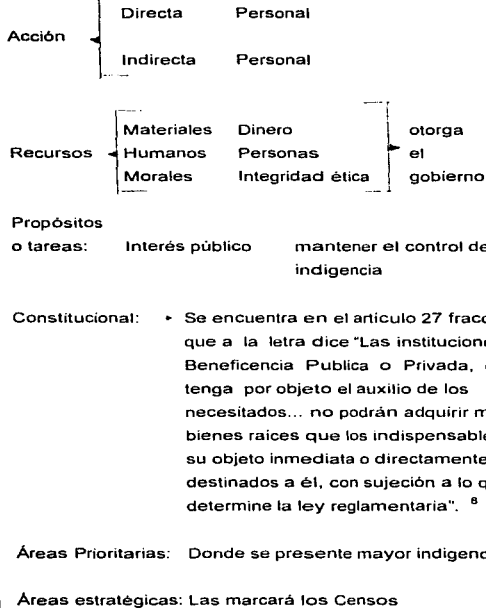 Directa Personal
Acción
Indirecta Personal
Materiales Dinero otorga
Recursos Humanos Personas el
Morales Integridad ética gobierno
Propósitos
o tareas: Interés público mantener el control de
indigencia
Constitucional: Se encuentra en el articulo 27 fracc
que a la letra dice "Las institucion
Beneficencia Publica o Privada,
tenga por objeto el auxilio de los
necesitados... no podrán adquirir m
bienes raices que los indispensabl
su objeto inmediata o directamente
destinados a él, con sujeción a lo q
determine la ley reglamentaria". 8
Áreas Prioritarias: Donde se presente mayor indigenc
Áreas estratégicas: Las marcará los Censos